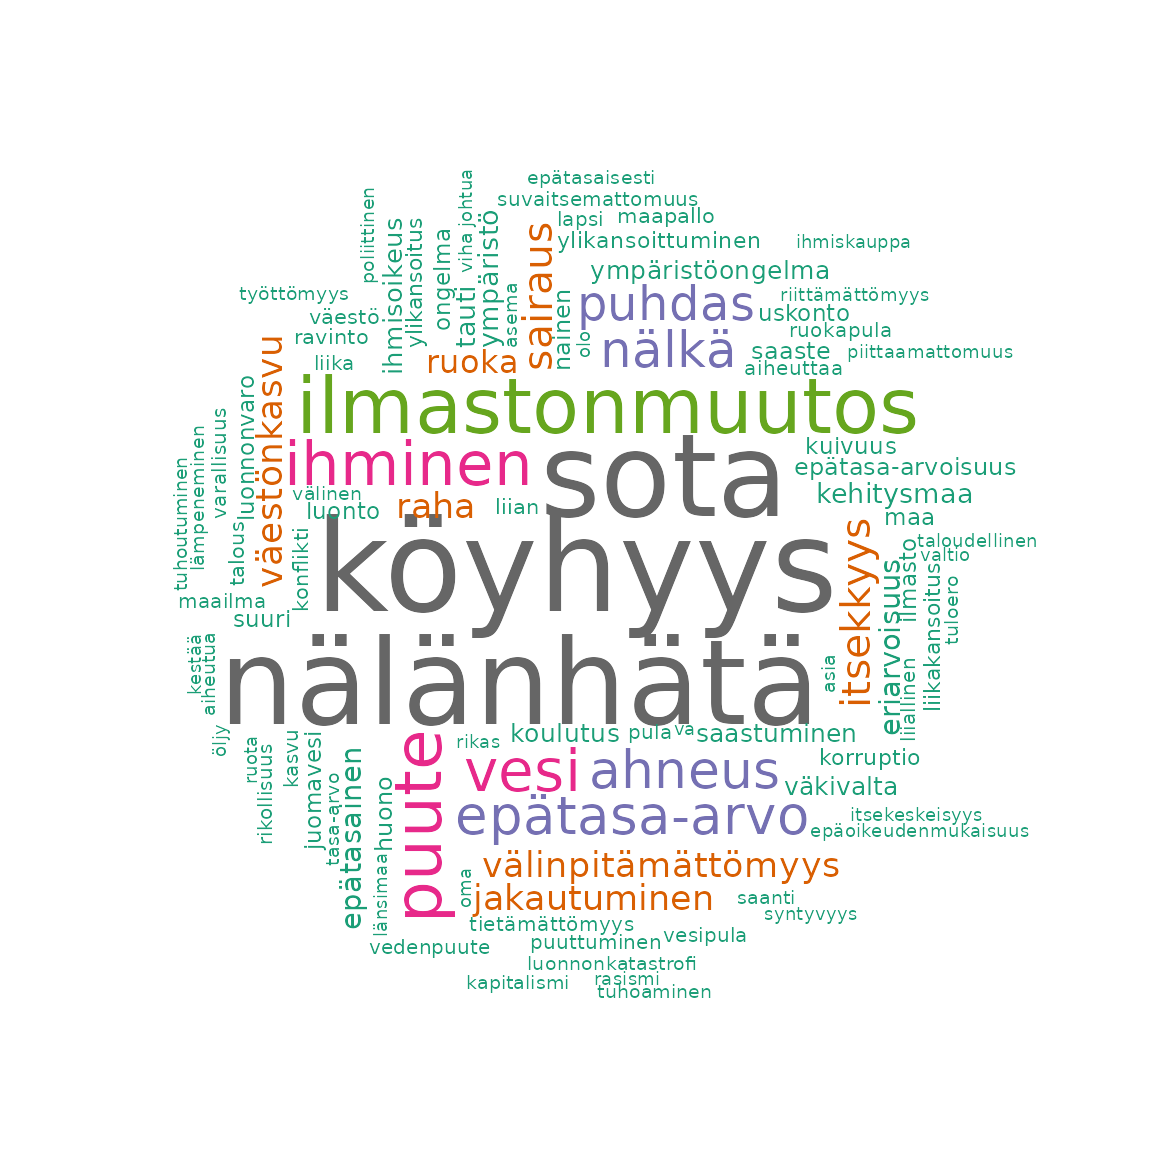 epätasaisesti
suvaitsemattomuus
lapsi
maapallo
ylikansoittuminen
ihmiskauppa
poliittinen
ihmisoikeus
ylikansoitus
ongelma
viha
johtua
tauti
ympäristö
asema
sairaus
nainen
olo
ympäristöongelma
puhdas
riittämättömyys
uskonto
ruokapula
nälkä
saaste
piittaamattomuus
aiheuttaa
työttömyys
väestö
ravinto
liika
ruoka
ilmastonmuutos
väestönkasvu
luonnonvaro
varallisuus
lämpeneminen
tuhoutuminen
talous
ihminen
sota
kuivuus
epätasa-arvoisuus
kehitysmaa
välinen
luonto
raha
liian
maa
konflikti
köyhyys
itsekkyys
taloudellinen
valtio
ilmasto
eriarvoisuus
liikakansoitus
tuloero
maailma
suuri
kestää
aiheutua
nälänhätä
asia
liiallinen
öljy
ruota
rikollisuus
kasvu
juomavesi
tasa-arvo
epätasainen
huono
länsimaa
puute
rikas
koulutus
pula
va
saastuminen
korruptio
vesi
ahneus
väkivalta
epätasa-arvo
itsekeskeisyys
epäoikeudenmukaisuus
välinpitämättömyys
oma
jakautuminen
saanti
syntyvyys
tietämättömyys
vedenpuute
puuttuminen
vesipula
luonnonkatastrofi
kapitalismi
rasismi
tuhoaminen